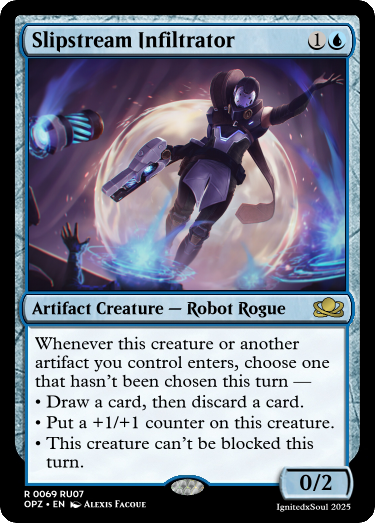 Slipstream Infiltrator 1
Artifact Creature — Robot Rogue
Whenever this creature or another
artifact you control enters, choose one
that hasn't been chosen this turn —
• Draw a card, then discard a card.
• Put a +1/+1 counter on this creature.
• This creature can't be blocked this
turn.
0/2
R 0069 RU07
OPZ • EN Alexis Facoue
IgnitedxSoul 2025